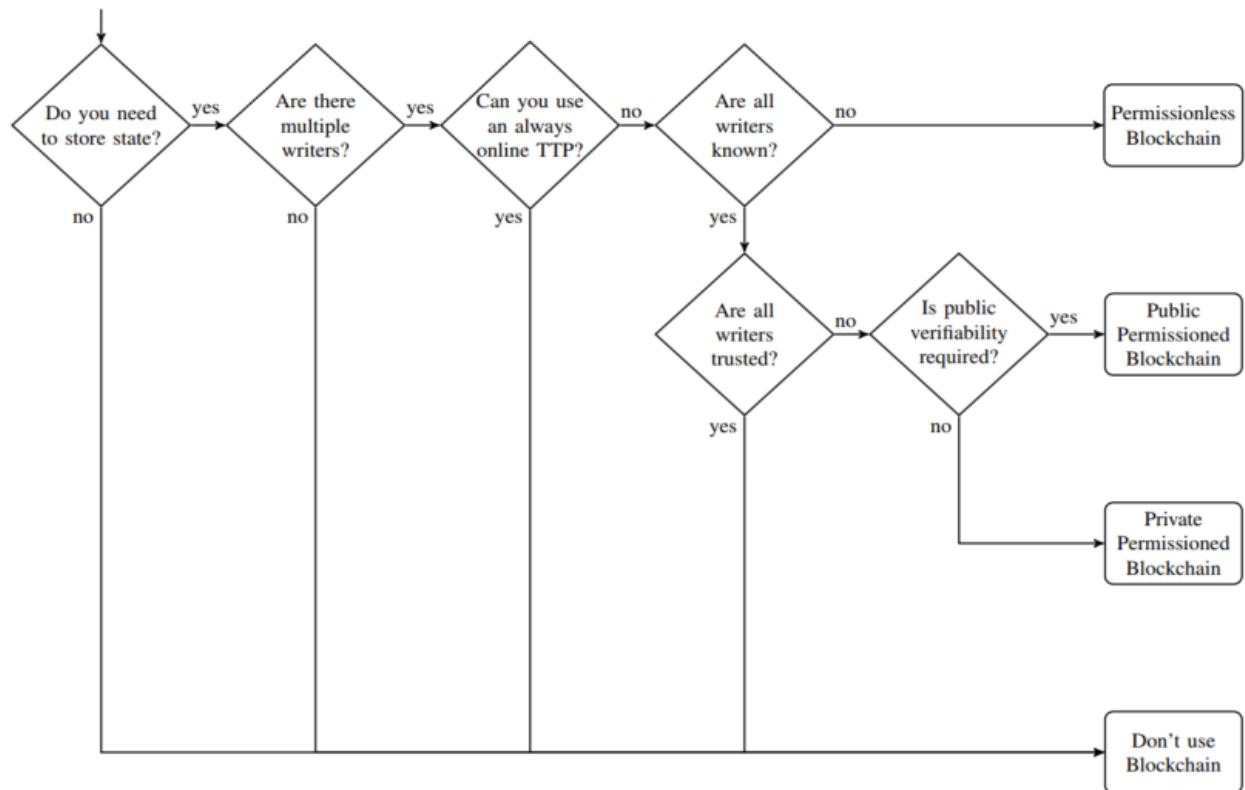 Do you need
to store state?
yes
no
Are there
multiple
writers?
yes
no
Can you use
an always
online TTP?
no
yes
Are all
writers
known?
no
yes
Permissionless
Blockchain
Are all
writers
trusted?
no
yes
Is public
verifiability
required?
yes
no
Public
Permissioned
Blockchain
Private
Permissioned
Blockchain
Don't use
Blockchain